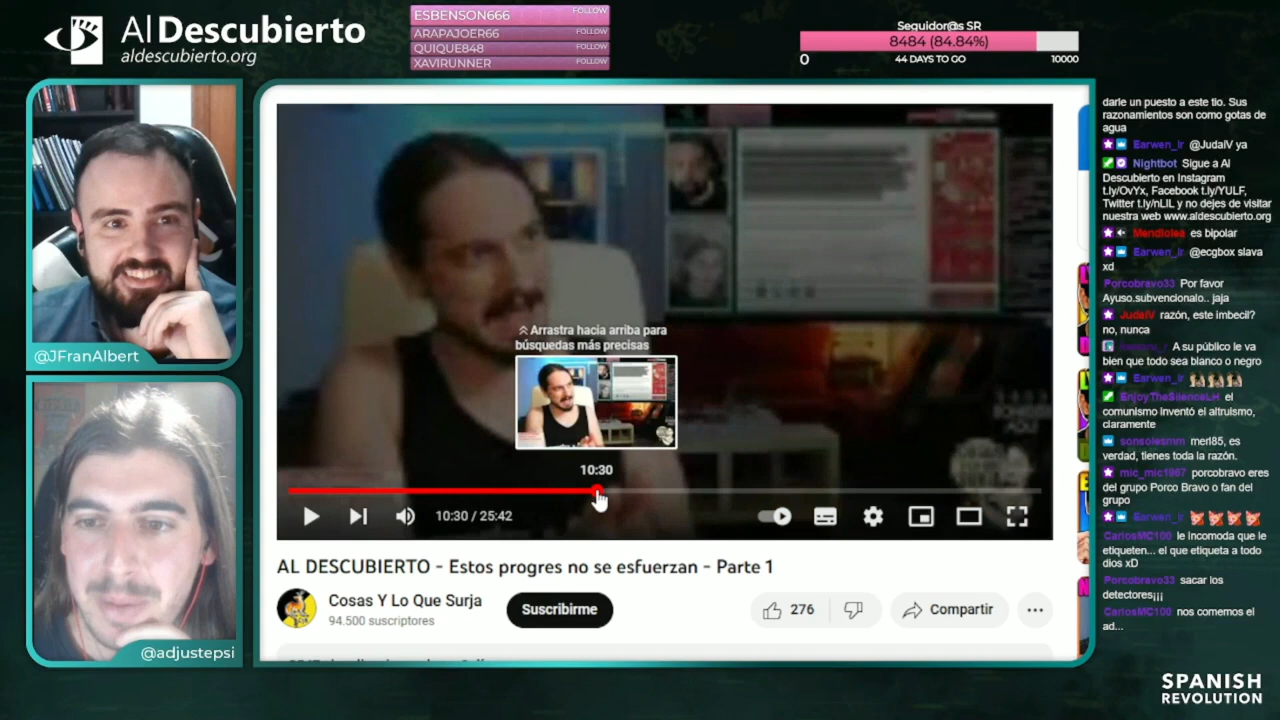 Al Descubierto
aldescubierto.org
ESBENSON666 FOLLOW
ARAPAJOER66 FOLLOW
QUIQUE848 FOLLOW
XAVIRUNNER FOLLOW
Seguidor@s SR
8484 (84.84%)
0 44 DAYS TO GO 10000
@JFranAlbert
@adjustepsi
Arrastra hacia arriba para
búsquedas más precisas
10:30
10:30 / 25:42
AL DESCUBIERTO - Estos progres no se esfuerzan - Parte 1
Cosas Y Lo Que Surja
94.500 suscriptores
Suscribirme
276
Compartir
darle un puesto a este tio. Sus
razonamientos son como gotas de
agua
Earwen_Ir @JudaIV ya
Nightbot Sigue a Al
Descubierto en Instagram
t.ly/OvYx, Facebook t.ly/YULF,
Twitter t.ly/nLIL y no dejes de visitar
nuestra web www.aldescubierto.org
Mendiolea es bipolar
Earwen_Ir @ecgbox slava
xd
Porcobravo33 Por favor
Ayuso.subvencionalo.. jaja
JudaIV razón, este imbecil?
no, nunca
A su público le va
bien que todo sea blanco o negro
Earwen_Ir
EnjoyTheSilenceLH el
comunismo inventó el altruismo,
claramente
sonsolesmm merl85, es
verdad, tienes toda la razón.
mic_mic1967 porcobravo eres
del grupo Porco Bravo o fan del
grupo
Earwen_Ir
CarlosMC100 le incomoda que le
etiqueten... el que etiqueta a todo
dios xD
Porcobravo33 sacar los
detectores¡¡¡
CarlosMC100 nos comemos el
ad...
SPANISH
REVOLUTION